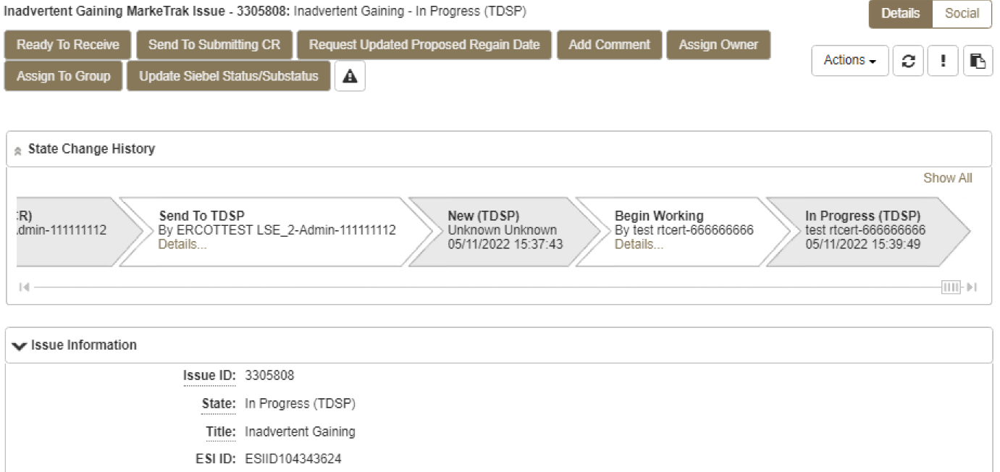 Inadvertent Gaining MarkeTrak Issue - 3305808: Inadvertent Gaining - In Progress (TDSP)
Details Social
Ready To Receive Send To Submitting CR Request Updated Proposed Regain Date Add Comment Assign Owner
Actions
Assign To Group Update Siebel Status/Substatus
State Change History
Show All
:R)
.dmin-111111112
Send To TDSP
By ERCOTTEST LSE_2-Admin-111111112
Details...
New (TDSP)
Unknown Unknown
05/11/2022 15:37:43
Begin Working
By test rtcert-666666666
Details...
In Progress (TDSP)
test rtcert-666666666
05/11/2022 15:39:49
Issue Information
Issue ID: 3305808
State: In Progress (TDSP)
Title: Inadvertent Gaining
ESI ID: ESIID104343624